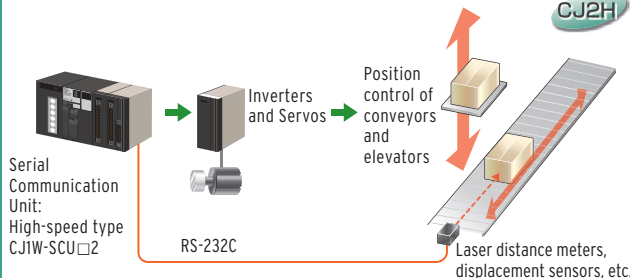 CJ2H
Inverters
and Servos
Position
control of
conveyors
and
elevators
Serial
Communication
Unit:
High-speed type
CJ1W-SCU□2
RS-232C
Laser distance meters,
displacement sensors, etc